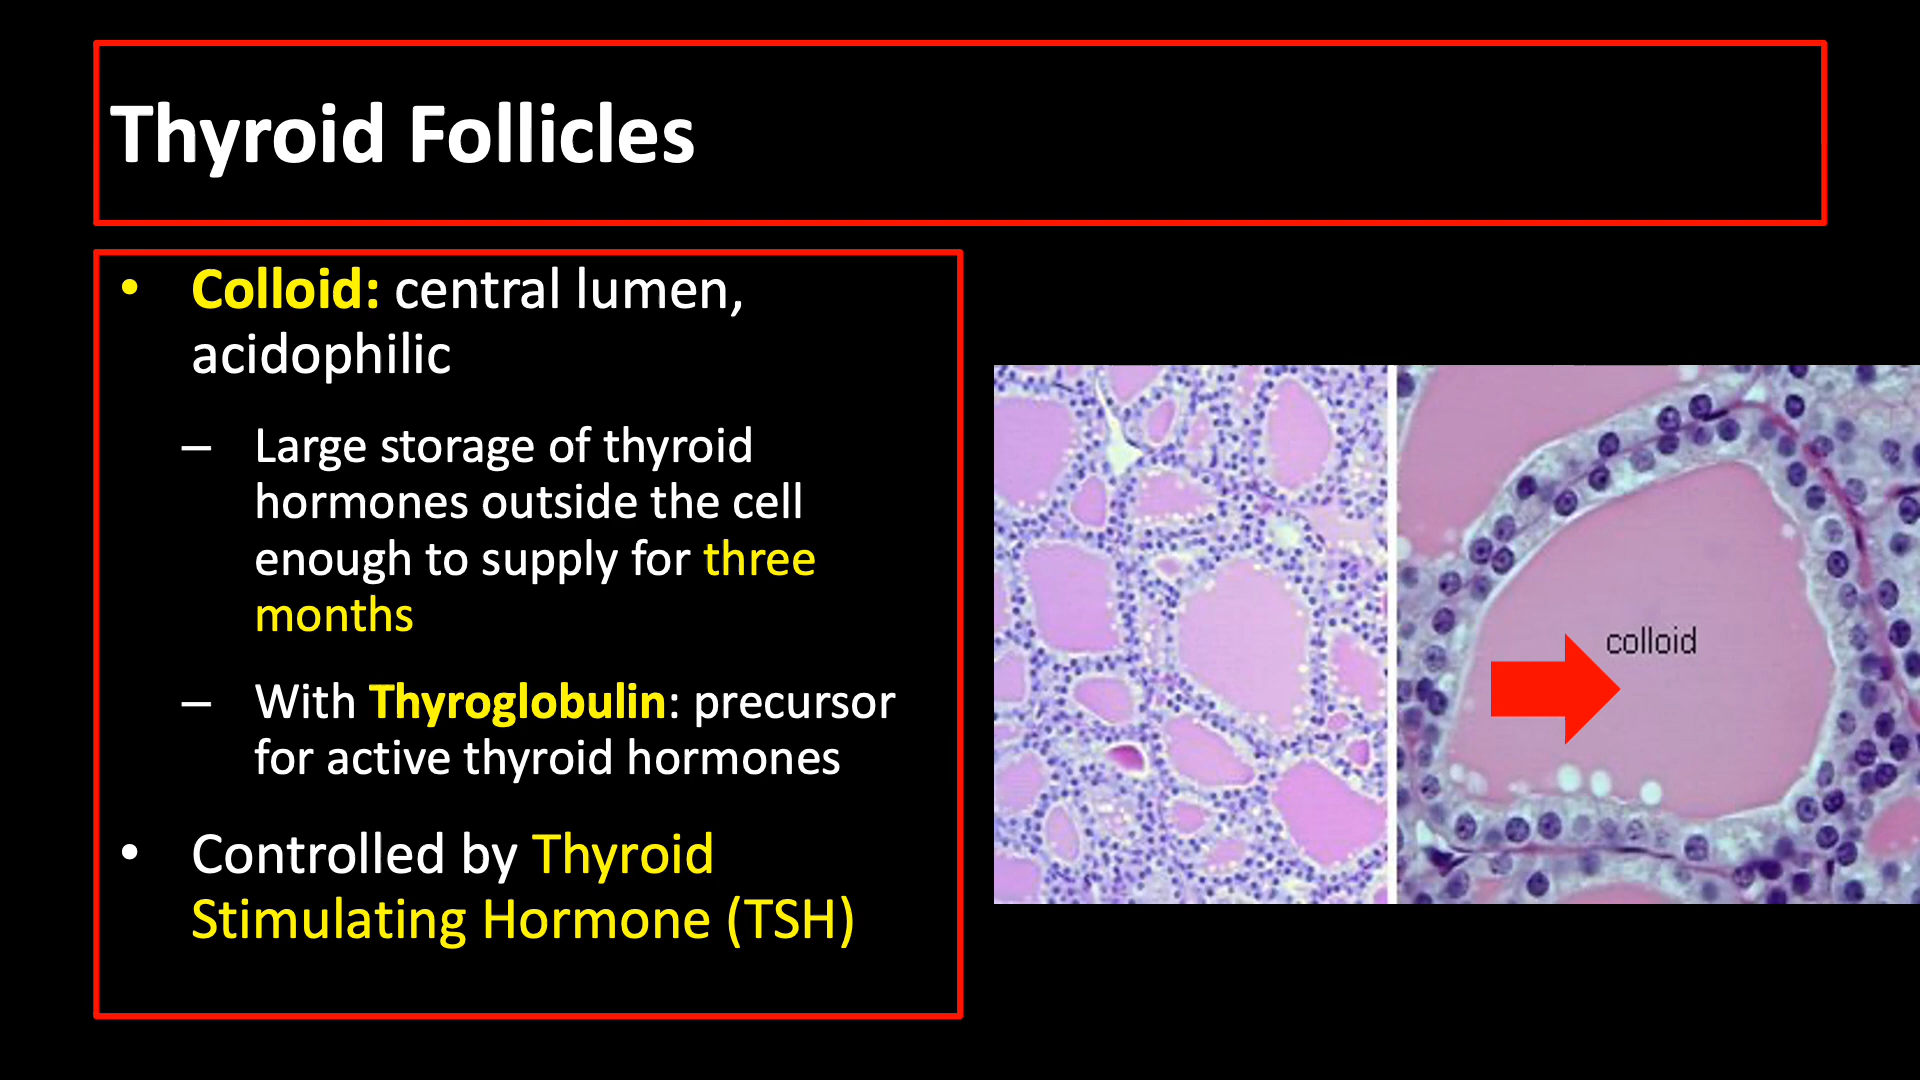 Thyroid Follicles
• Colloid: central lumen,
acidophilic
– Large storage of thyroid
hormones outside the cell
enough to supply for three
months
– With Thyroglobulin: precursor
for active thyroid hormones
• Controlled by Thyroid
Stimulating Hormone (TSH)
colloid